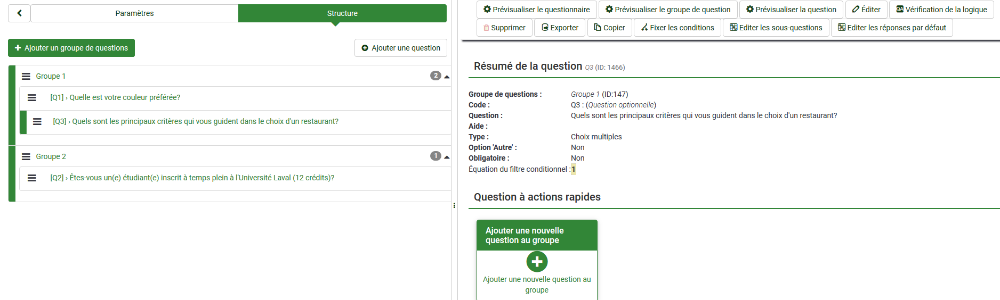 Paramètres
Structure
Ajouter un groupe de questions
Ajouter une question
Groupe 1
2
[Q1] › Quelle est votre couleur préférée?
[Q3] › Quels sont les principaux critères qui vous guident dans le choix d'un restaurant?
Groupe 2
1
[Q2] › Êtes-vous un(e) étudiant(e) inscrit à temps plein à l'Université Laval (12 crédits)?
Prévisualiser le questionnaire
Prévisualiser le groupe de question
Prévisualiser la question
Éditer
QA Vérification de la logique
Supprimer
Exporter
Copier
Fixer les conditions
Editer les sous-questions
Editer les réponses par défaut
Résumé de la question Q3 (ID: 1466)
Groupe de questions : Groupe 1 (ID:147)
Code : Q3 : (Question optionnelle)
Question : Quels sont les principaux critères qui vous guident dans le choix d'un restaurant?
Aide :
Type : Choix multiples
Option 'Autre' : Non
Obligatoire : Non
Équation du filtre conditionnel : 1
Question à actions rapides
Ajouter une nouvelle
question au groupe
Ajouter une nouvelle question au
groupe